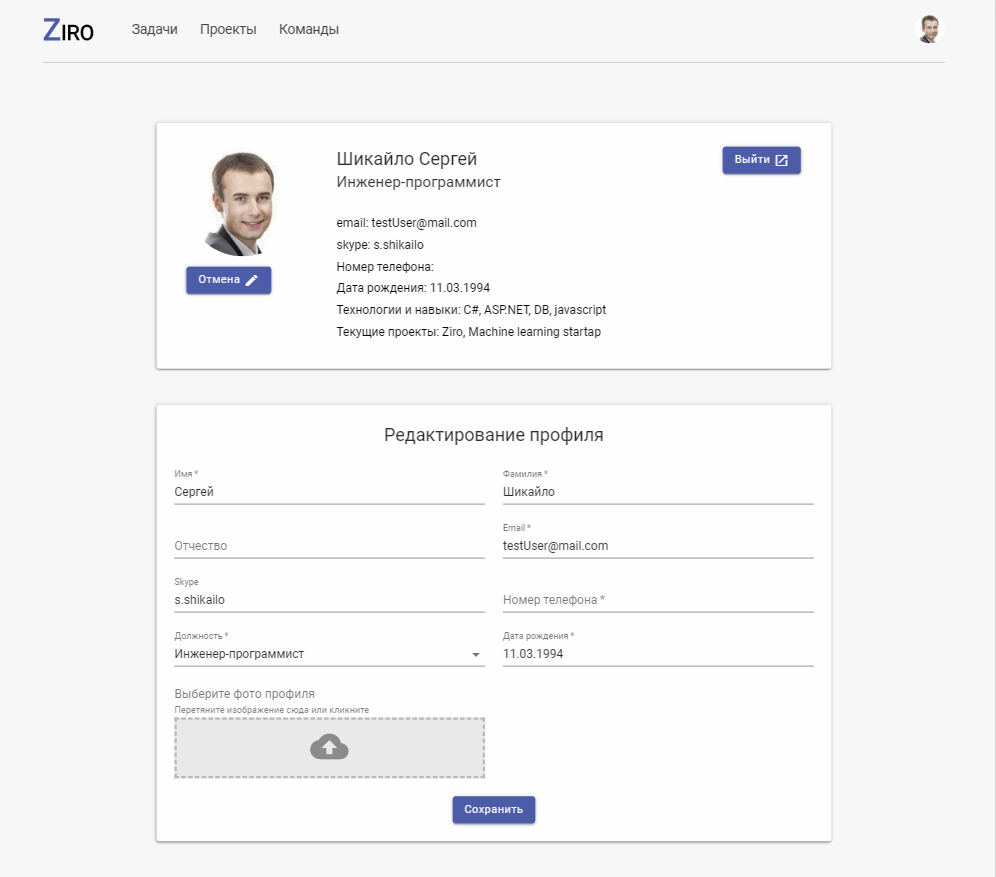 ZIRO Задачи Проекты Команды
Шикайло Сергей
Выйти
Инженер-программист
email: testUser@mail.com
skype: s.shikailo
Номер телефона:
Отмена
Дата рождения: 11.03.1994
Технологии и навыки: C#, ASP.NET, DB, javascript
Текущие проекты: Ziro, Machine learning startap
Редактирование профиля
Имя * Фамилия *
Сергей Шикайло
Email *
Отчество testUser@mail.com
Skype
s.shikailo Номер телефона *
Должность * Дата рождения *
Инженер-программист 11.03.1994
Выберите фото профиля
Перетяните изображение сюда или кликните
Сохранить